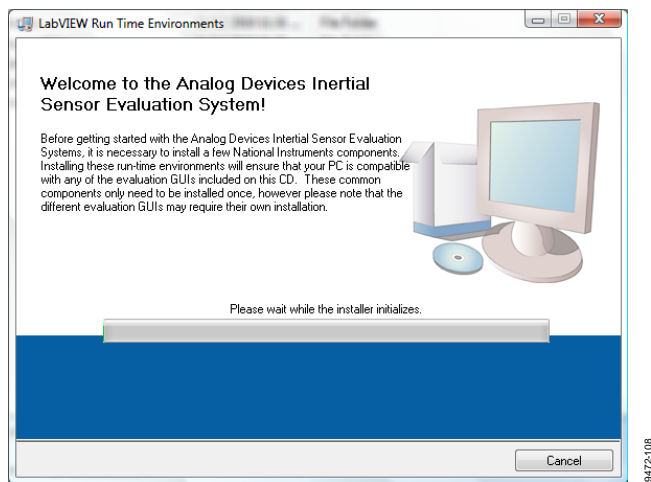 LabVIEW Run Time Environments
Welcome to the Analog Devices Inertial
Sensor Evaluation System!
Before getting started with the Analog Devices Intertial Sensor Evaluation
Systems, it is necessary to install a few National Instruments components.
Installing these run-time environments will ensure that your PC is compatible
with any of the evaluation GUIs included on this CD. These common
components only need to be installed once, however please note that the
different evaluation GUIs may require their own installation.
Please wait while the installer initializes.
Cancel
9472-108